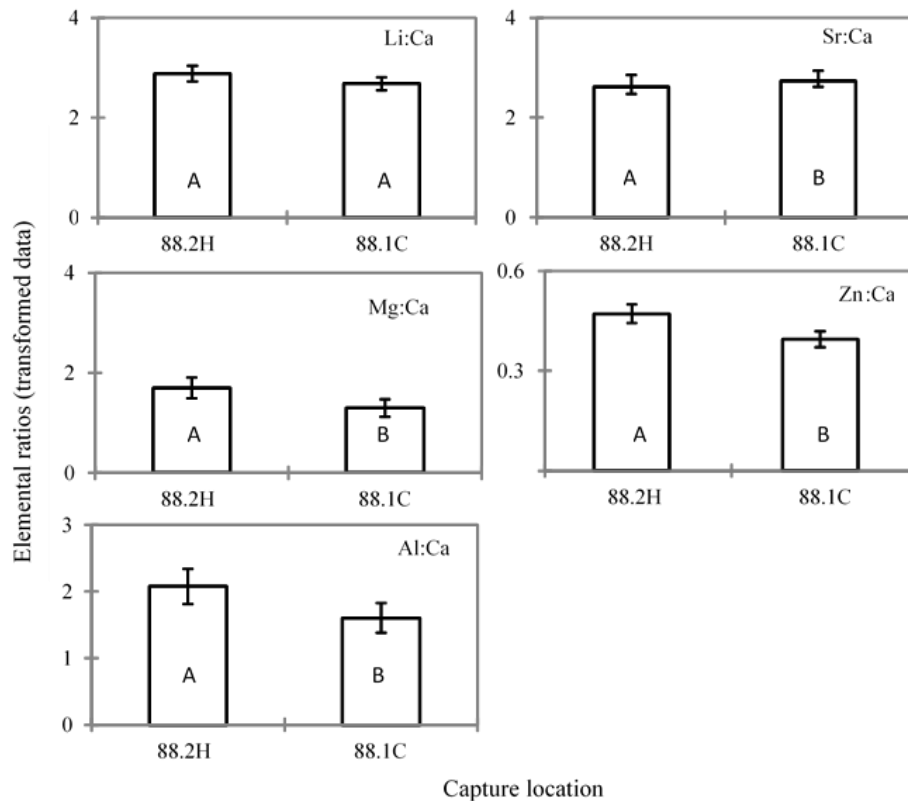 Elemental ratios (transformed data)
4
2
0
Li:Ca
A
A
88.2H
88.1C
4
2
0
Sr:Ca
A
B
88.2H
88.1C
4
2
0
Mg:Ca
A
B
88.2H
88.1C
0.6
0.3
Zn:Ca
A
B
88.2H
88.1C
3
2
1
0
Al:Ca
A
B
88.2H
88.1C
Capture location